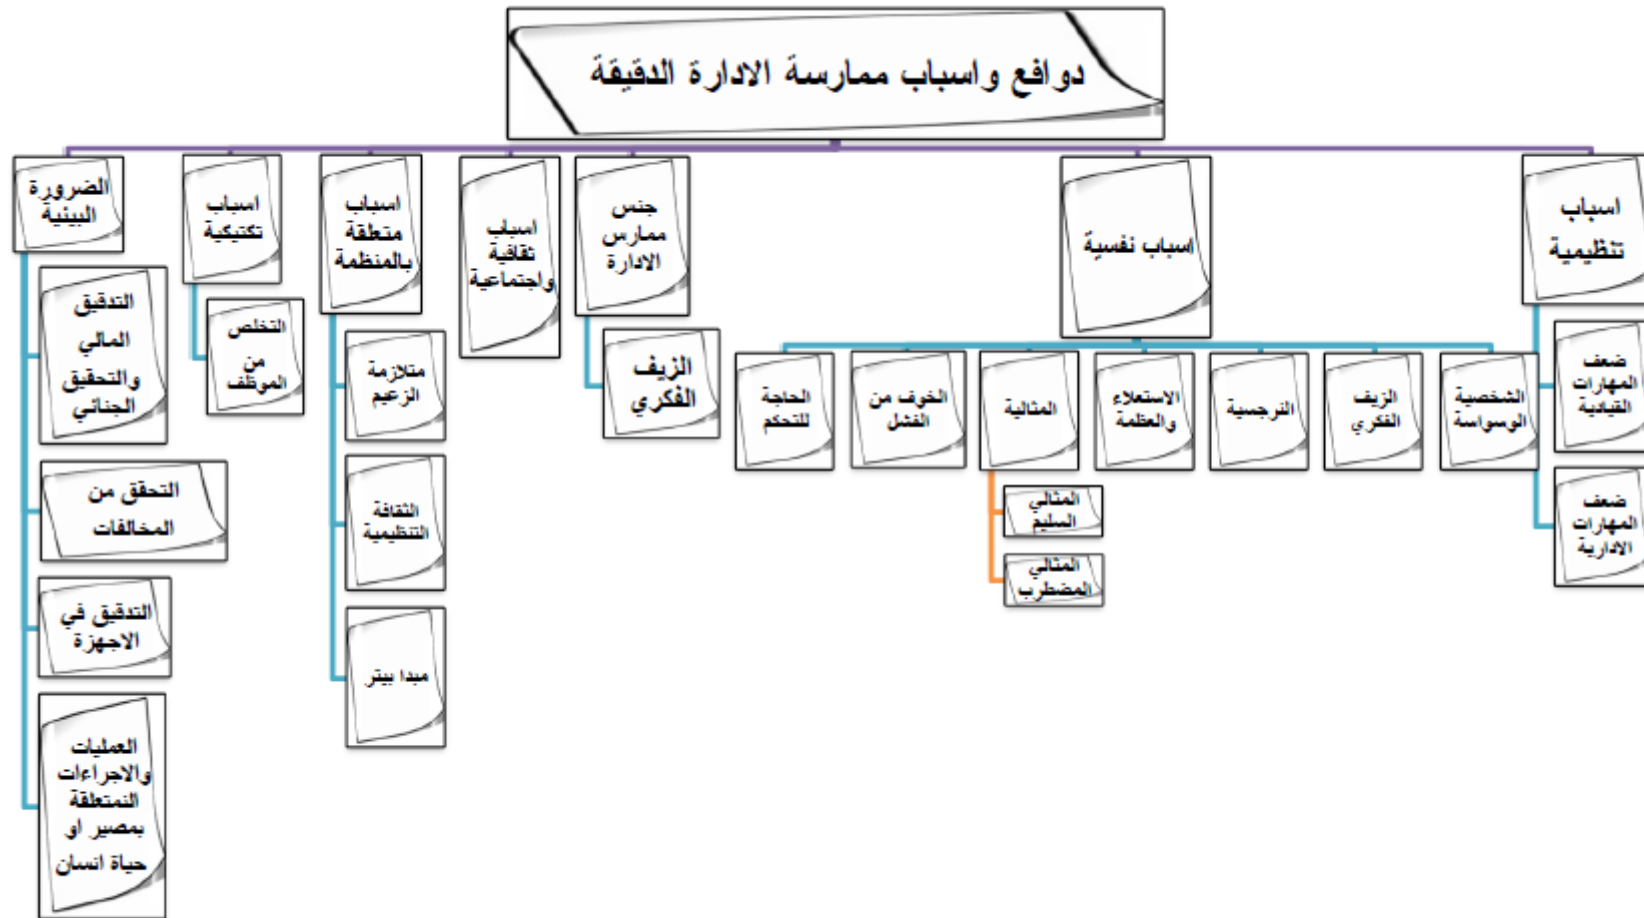 دوافع واسباب ممارسة الادارة الدقيقة
اسباب
تنظيمية
ضعف
المهارات
القيادية
ضعف
المهارات
الادارية
اسباب نفسية
الشخصية
الوسواسة
الزيف
الفكري
النرجسية
الاستعلاء
والعظمة
المثالية
المثالي
السليم
المثالي
المضطرب
الخوف من
الفشل
الحاجة
للتحكم
جنس
ممارس
الادارة
الزيف
الفكري
اسباب
ثقافية
واجتماعية
اسباب
متعلقة
بالمنظمة
متلازمة
الزعيم
الثقافة
التنظيمية
مبدا بيتر
اسباب
تكتيكية
التخلص
من
الموظف
الضرورة
البينية
التدقيق
المالي
والتحقيق
الجنائي
التحقق من
المخالفات
التدقيق في
الاجهزة
العمليات
والاجراءات
النمتعلقة
بمصير او
حياة انسان